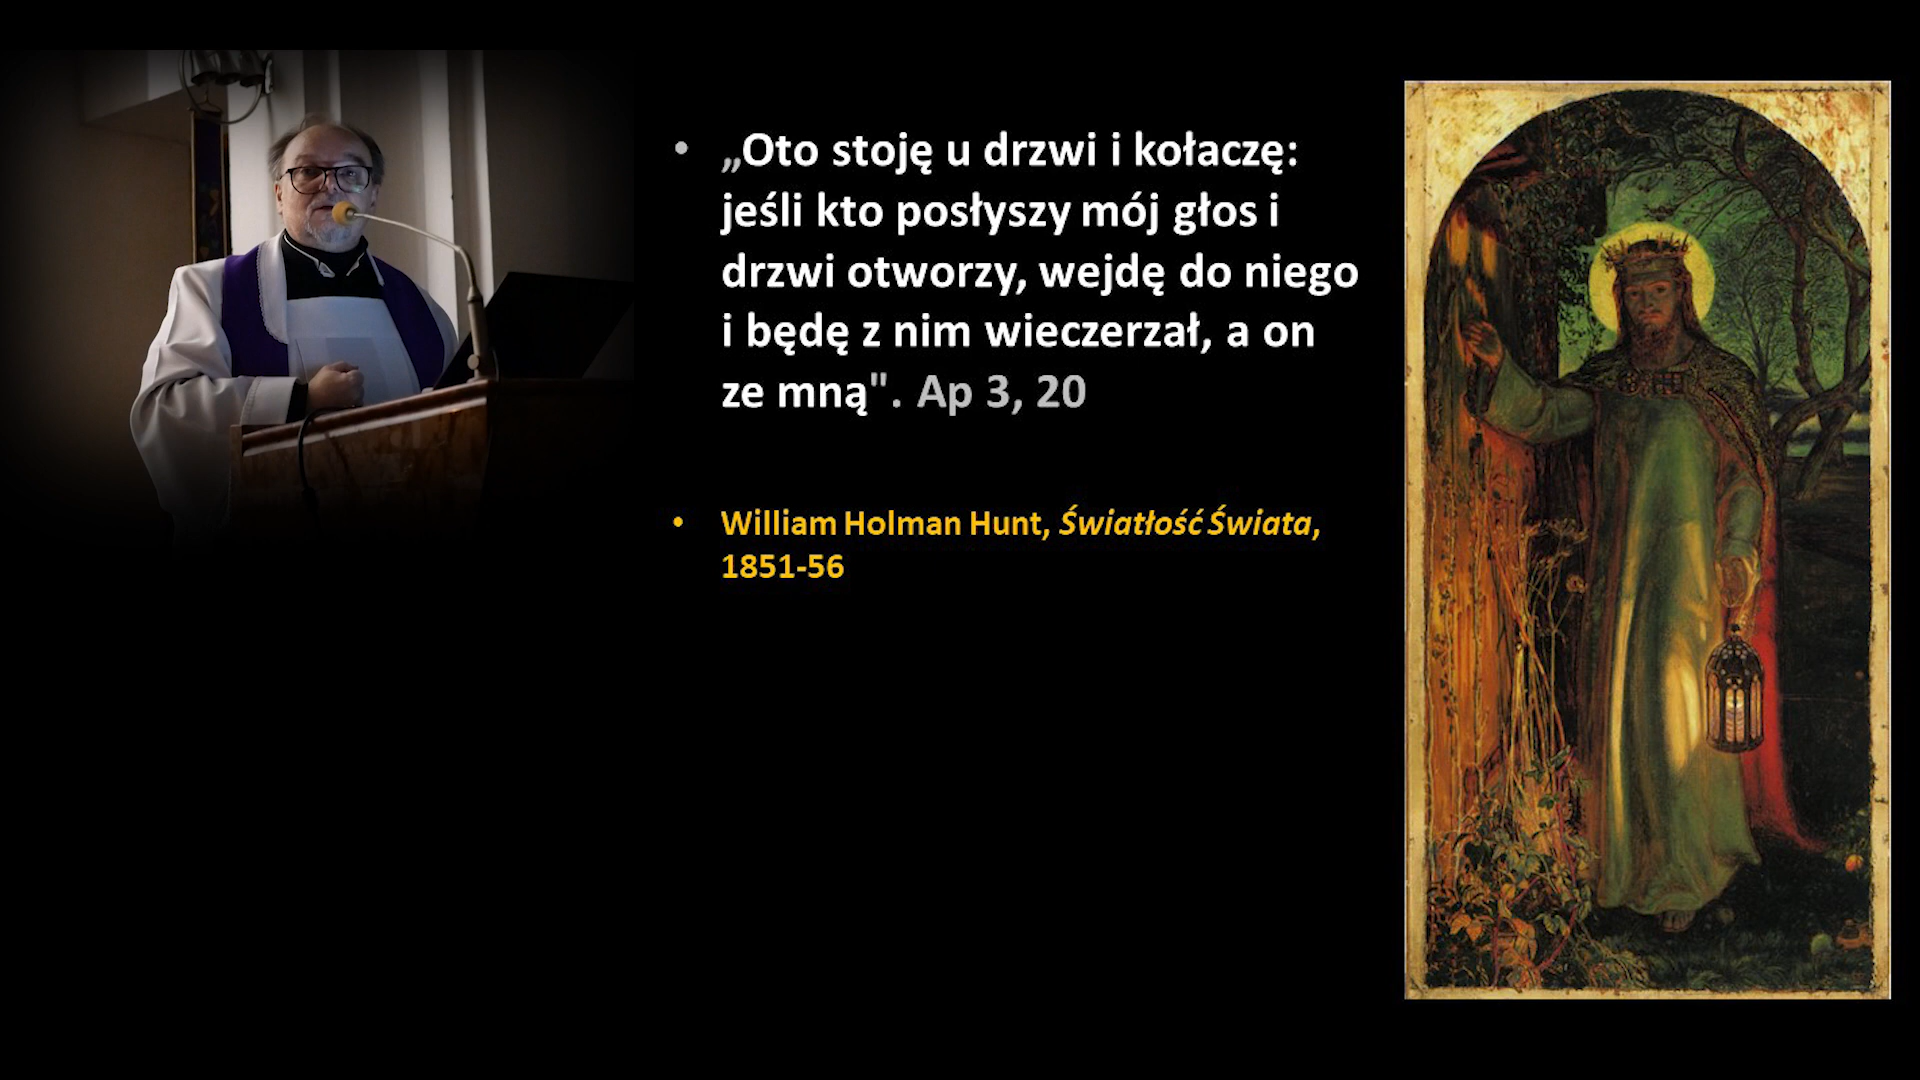 • „Oto stoję u drzwi i kołaczę:
jeśli kto posłyszy mój głos i
drzwi otworzy, wejdę do niego
i będę z nim wieczerzał, a on
ze mną". Ap 3, 20
• William Holman Hunt, Światłość Świata,
1851-56